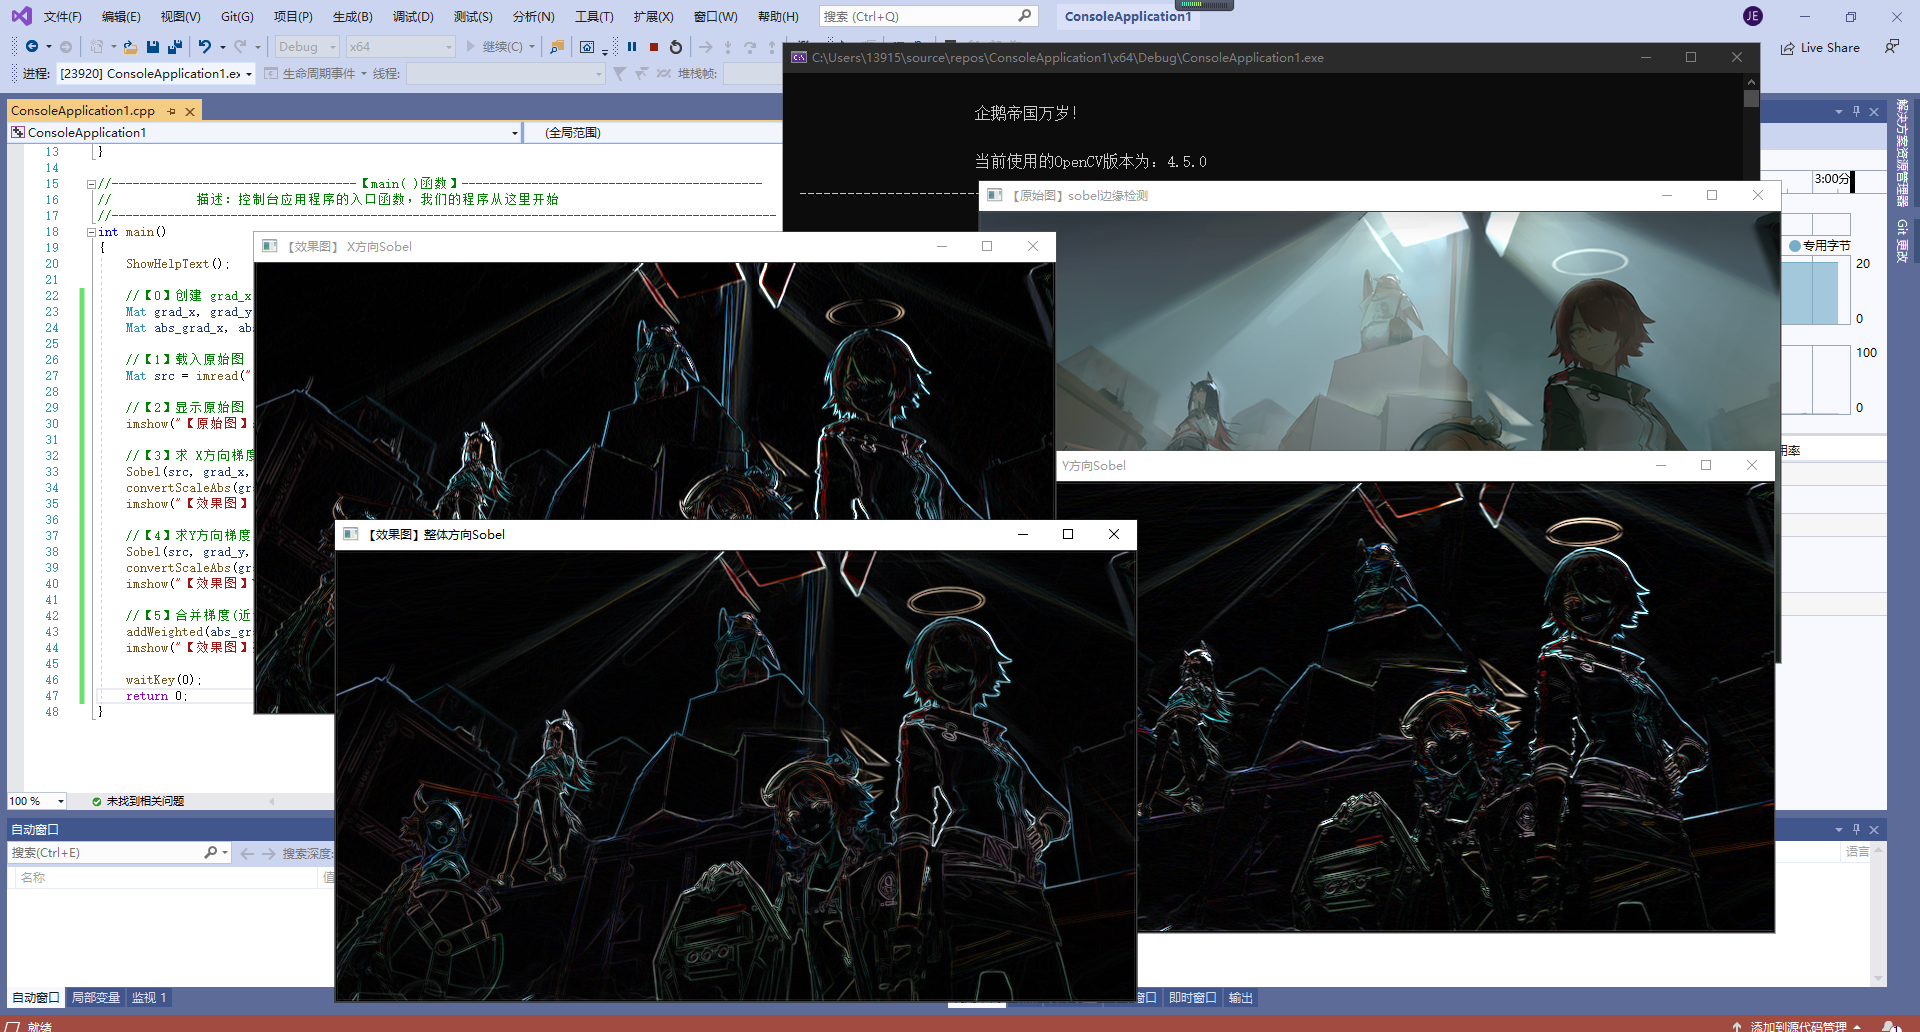 文件(F) 编辑(E) 视图(V) Git(G) 项目(P) 生成(B) 调试(D) 测试(S) 分析(N) 工具(T) 扩展(X) 窗口(W) 帮助(H) 搜索 (Ctrl+Q) ConsoleApplication1 JE
Debug x64 继续(C) Live Share
进程: [23920] ConsoleApplication1.ex 生命周期事件 线程: 堆栈帧:
C:\Users\13915\source\repos\ConsoleApplication1\x64\Debug\ConsoleApplication1.exe
企鹅帝国万岁!
当前使用的OpenCV版本为: 4.5.0
ConsoleApplication1.cpp
ConsoleApplication1 (全局范围)
13 }
14
15 //-----------------------------------【main( )函数】-------------------------------------------
16 // 描述: 控制台应用程序的入口函数, 我们的程序从这里开始
17 //-----------------------------------------------------------------------------------------------
18 int main()
19 {
20 ShowHelpText();
21
22 //【0】创建 grad_x
23 Mat grad_x, grad_y
24 Mat abs_grad_x, abs
25
26 //【1】载入原始图
27 Mat src = imread("
28
29 //【2】显示原始图
30 imshow("【原始图】
31
32 //【3】求 X方向梯度
33 Sobel(src, grad_x,
34 convertScaleAbs(gr
35 imshow("【效果图】
36
37 //【4】求Y方向梯度
38 Sobel(src, grad_y,
39 convertScaleAbs(gr
40 imshow("【效果图】
41
42 //【5】合并梯度(近
43 addWeighted(abs_gr
44 imshow("【效果图】
45
46 waitKey(0);
47 return 0;
48 }
【原始图】sobel边缘检测
【效果图】 X方向Sobel
Y方向Sobel
【效果图】整体方向Sobel
3:00分
专用字节
20
0
100
0
用率
解决方案资源管理器
Git 更改
100 % 未找到相关问题
自动窗口
搜索(Ctrl+E) 搜索深度:
名称 值
语言
自动窗口 局部变量 监视 1
窗口 即时窗口 输出
就绪 添加到源代码管理 1